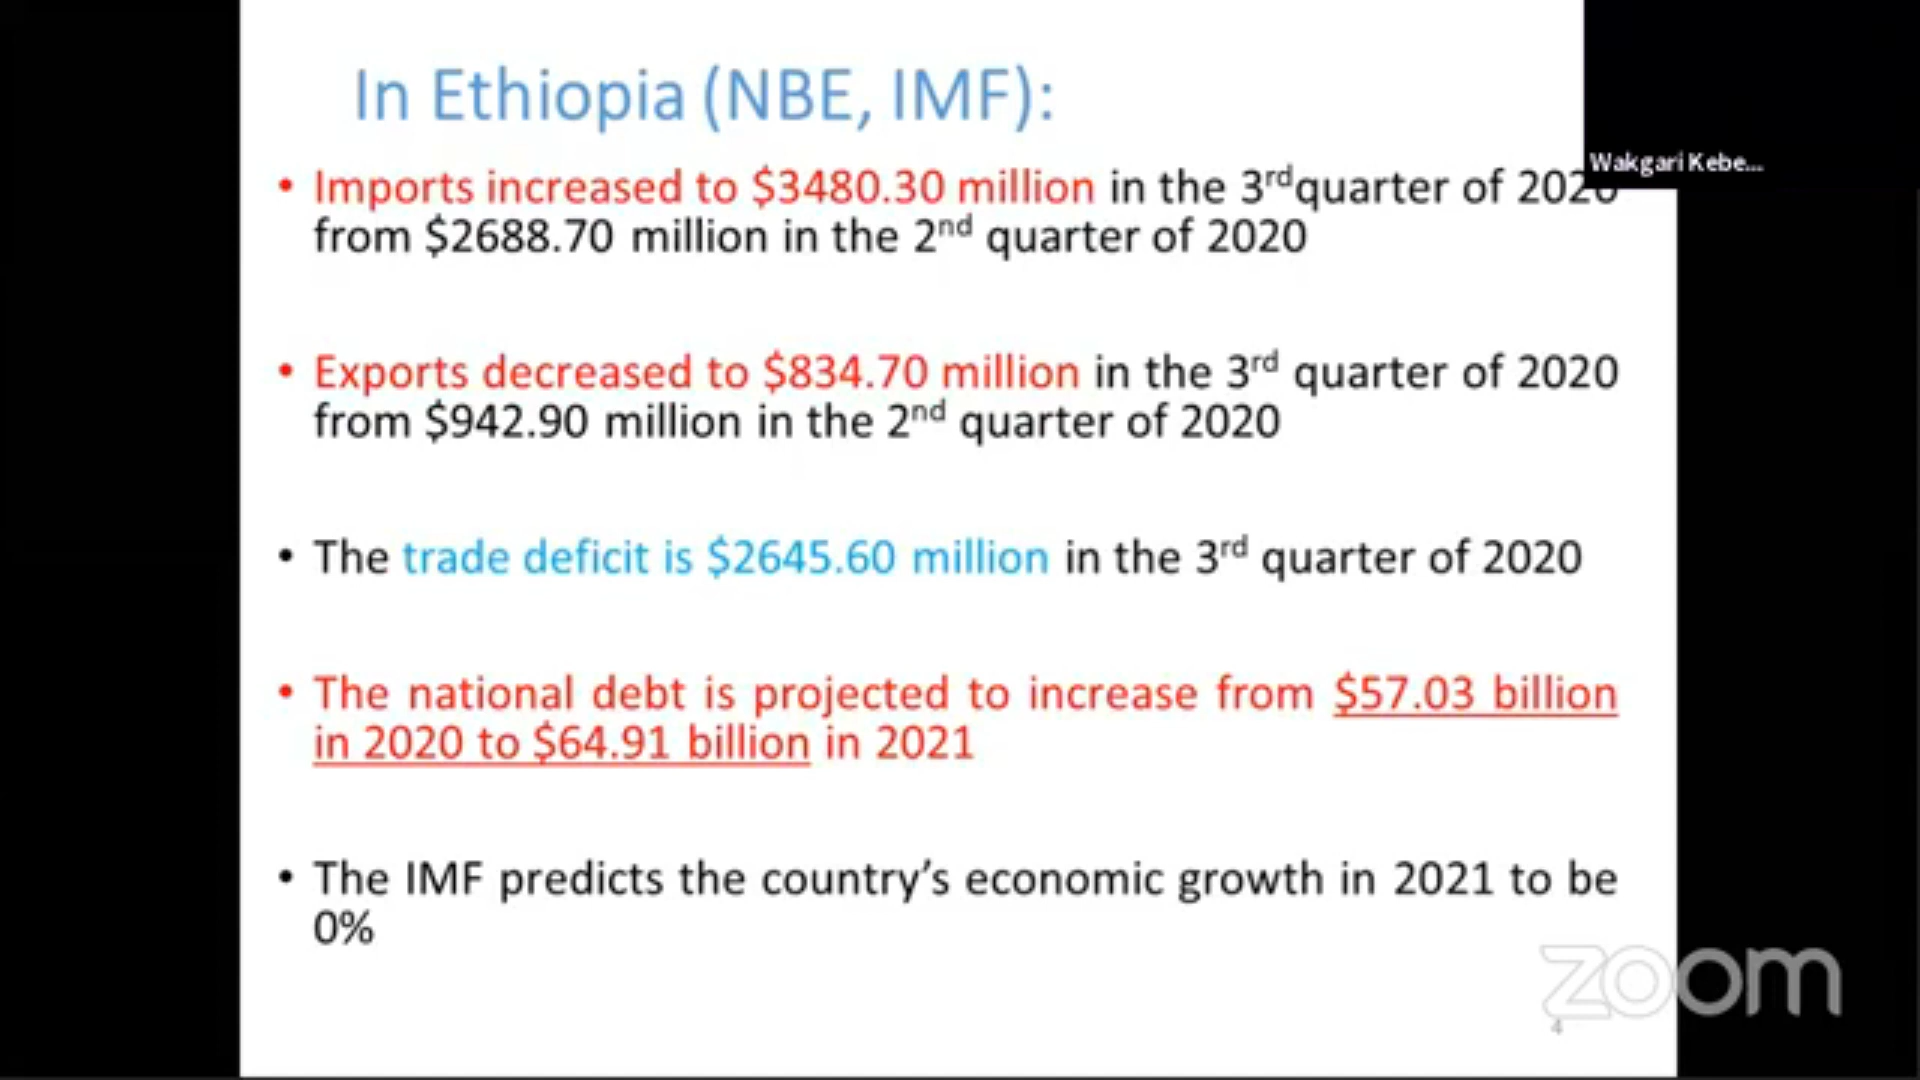 In Ethiopia (NBE, IMF):
Wakgari Kebe...
• Imports increased to $3480.30 million in the 3rdquarter of 2020
from $2688.70 million in the 2nd quarter of 2020
• Exports decreased to $834.70 million in the 3rd quarter of 2020
from $942.90 million in the 2nd quarter of 2020
• The trade deficit is $2645.60 million in the 3rd quarter of 2020
• The national debt is projected to increase from $57.03 billion
in 2020 to $64.91 billion in 2021
• The IMF predicts the country’s economic growth in 2021 to be
0%
zoom
4